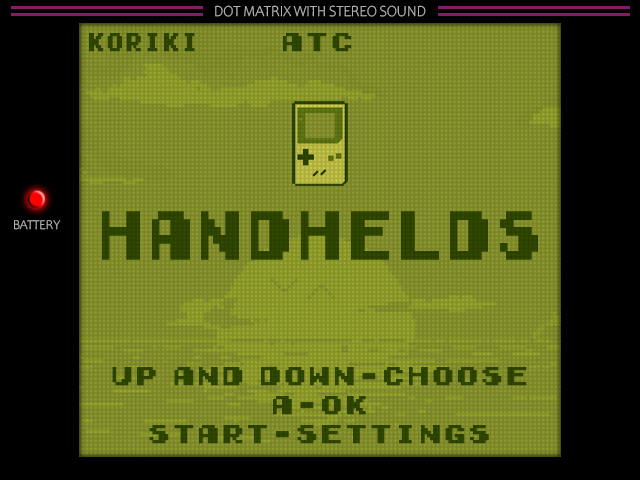 DOT MATRIX WITH STEREO SOUND
KORIKI ATC
BATTERY
HANDHELDS
UP AND DOWN-CHOOSE
A-OK
START-SETTINGS